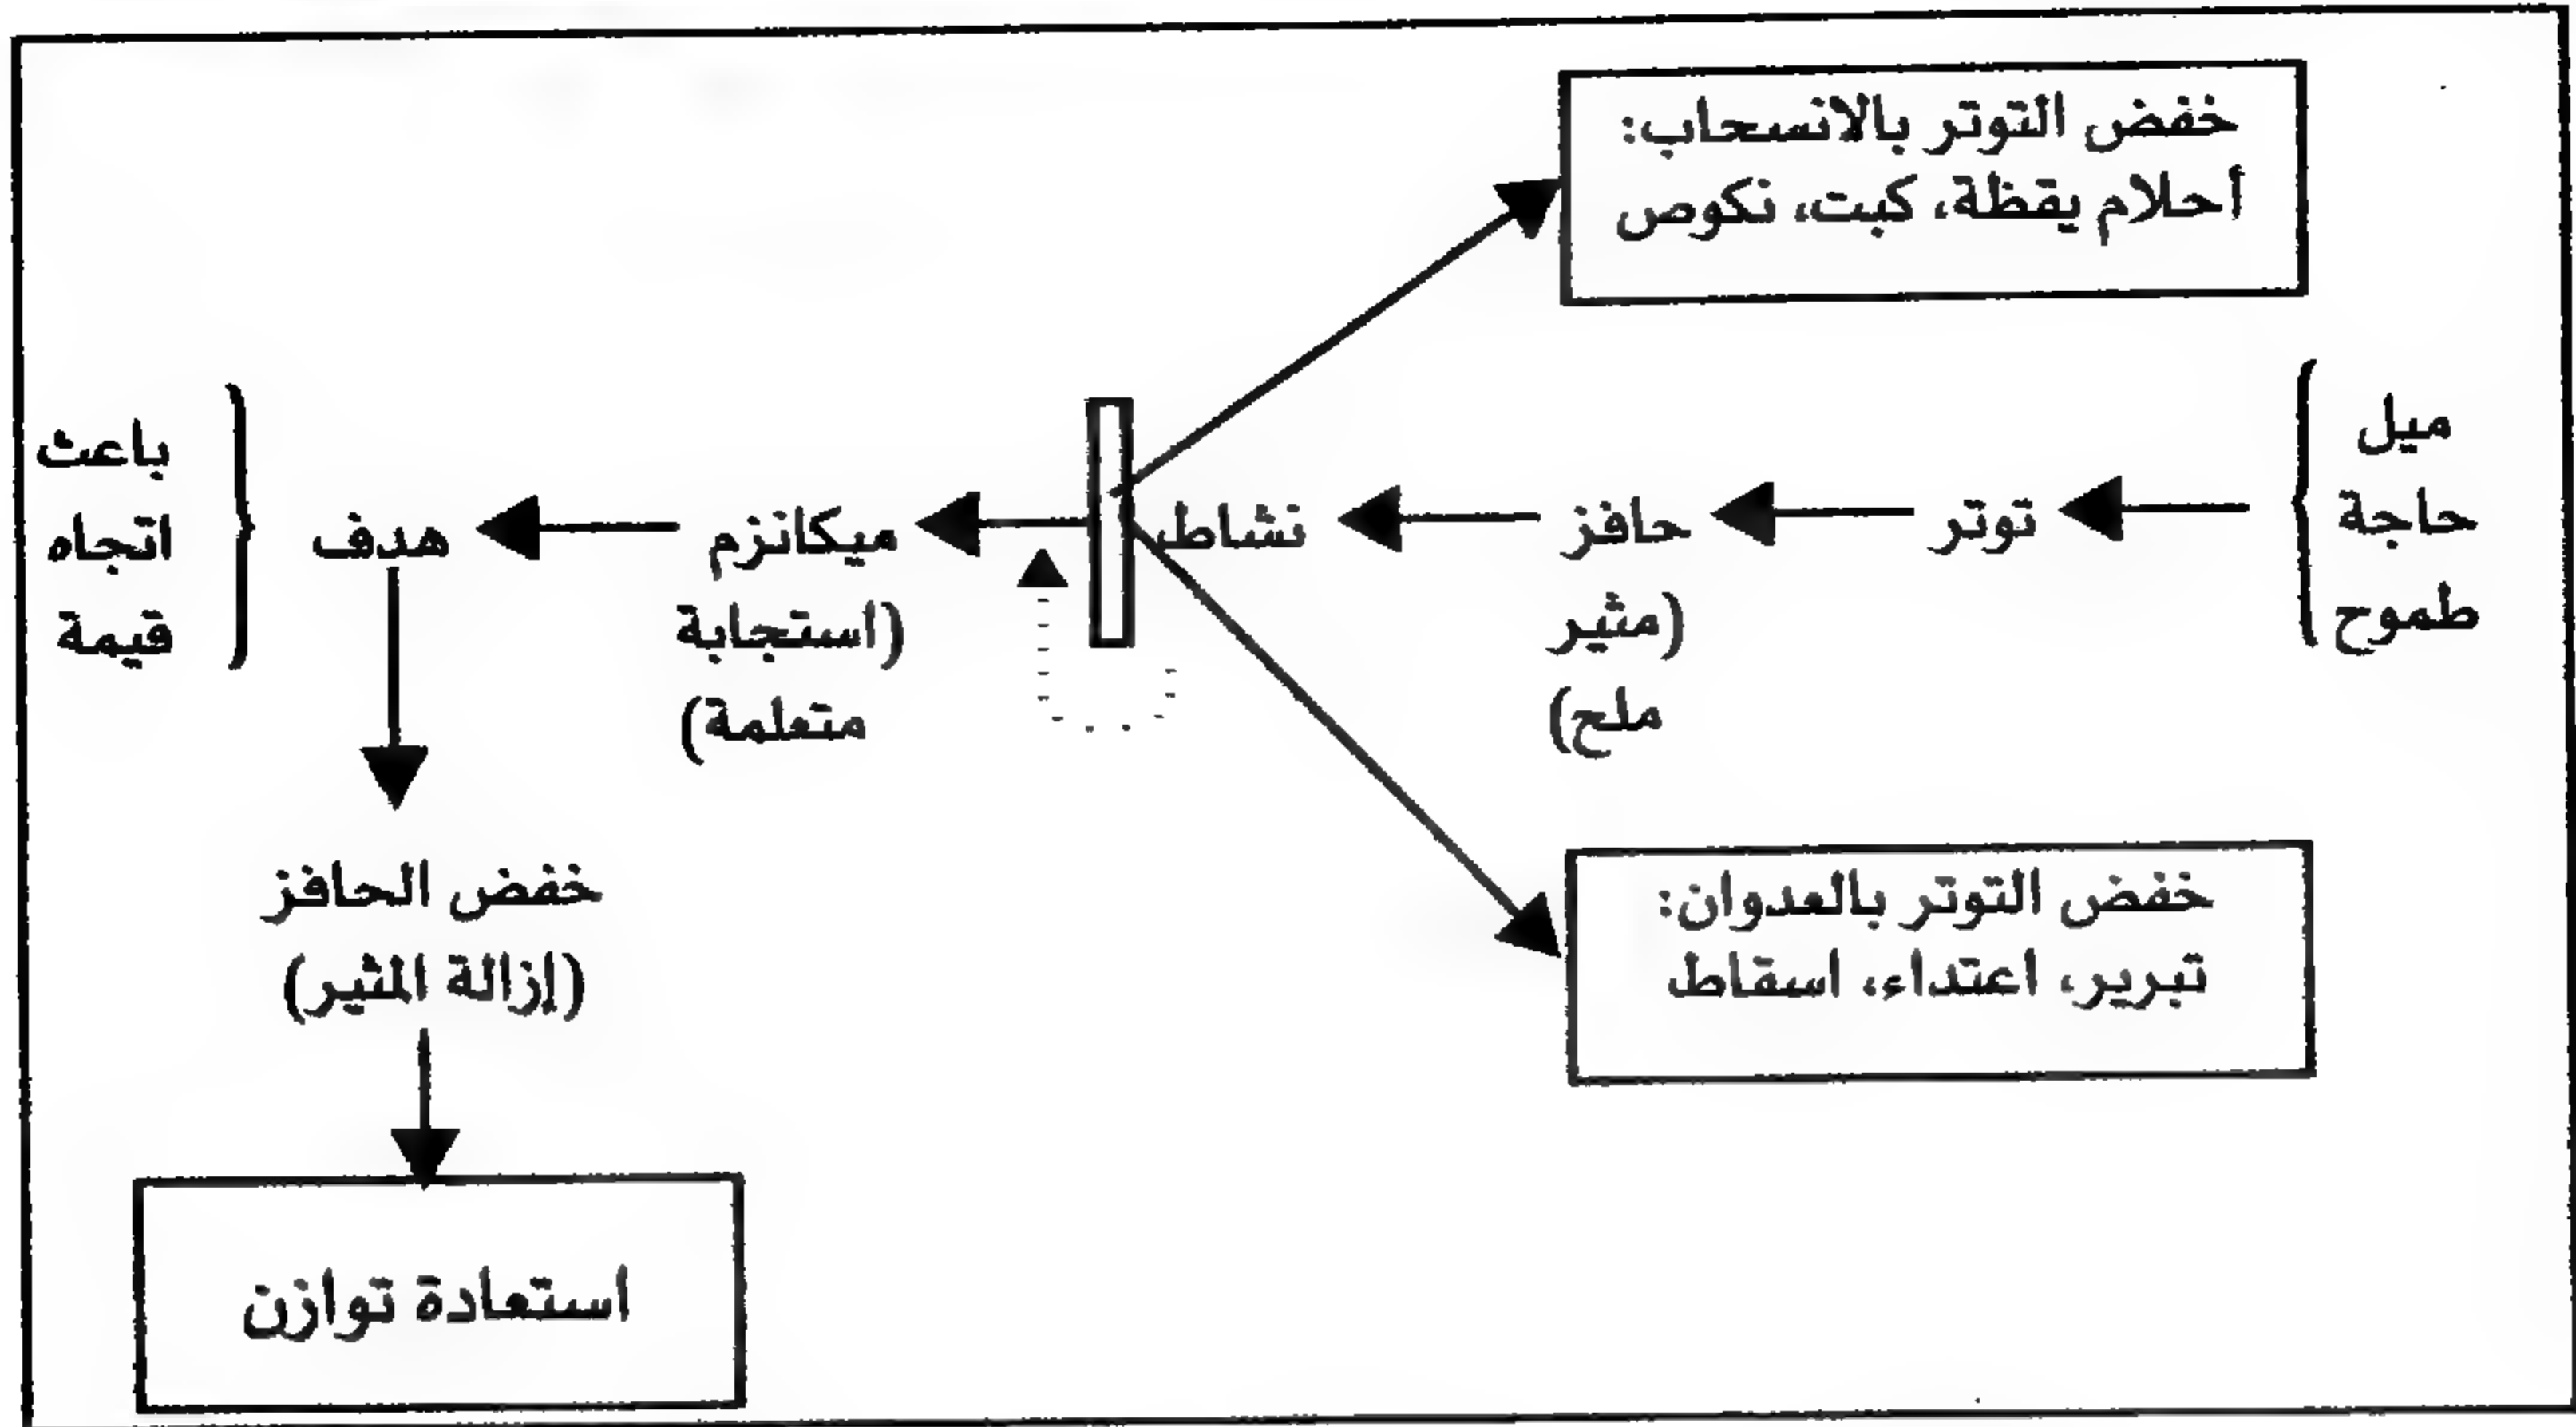 خفض التوتر بالانسحاب:
أحلام يقظة، كبت، نكوص
ميل
حاجة
طموح
توتر
حافز
(مثير
ملح)
نشاط
ميكانزم
(استجابة
متعلمة)
هدف
باعث
اتجاه
قيمة
خفض التوتر بالعدوان:
تبرير، اعتداء، اسقاط
خفض الحافز
(إزالة المثير)
استعادة توازن